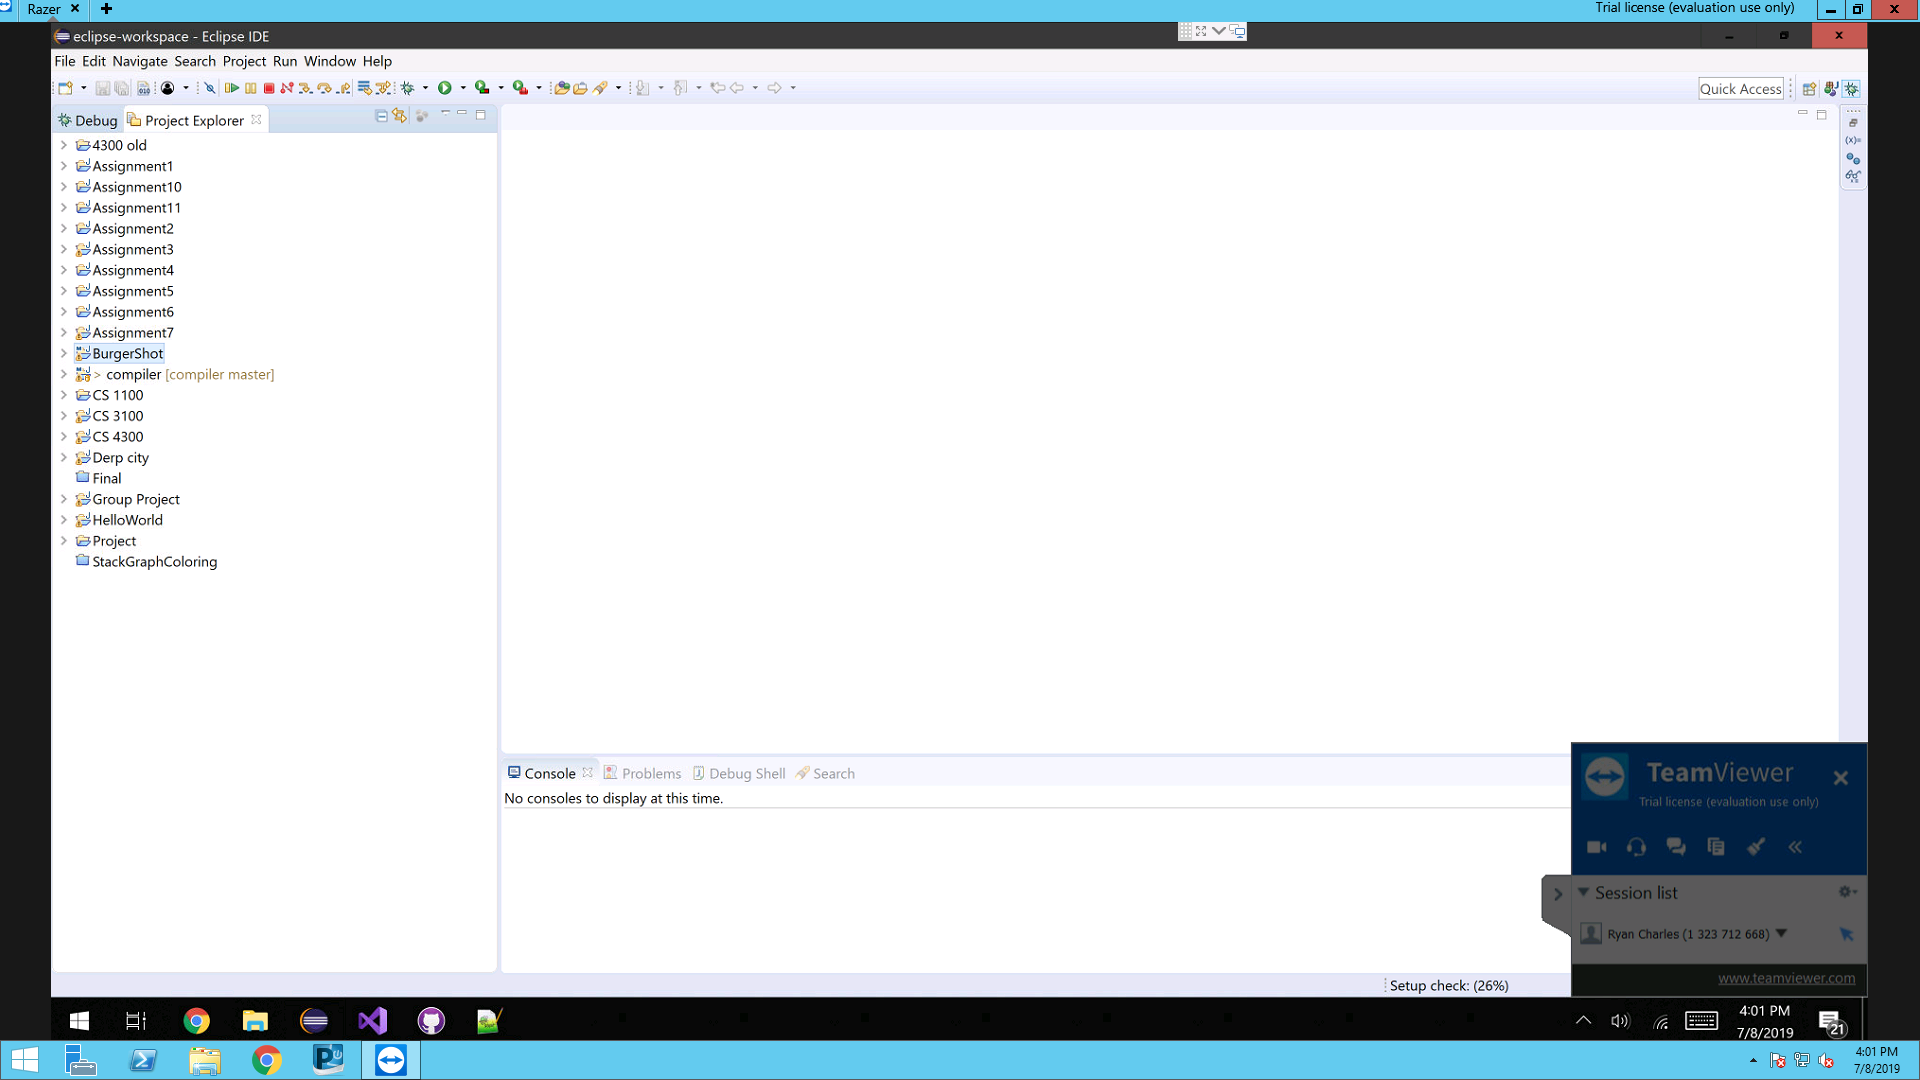 Razer
Trial license (evaluation use only)
eclipse-workspace - Eclipse IDE
File Edit Navigate Search Project Run Window Help
Quick Access
Debug Project Explorer
4300 old
Assignment1
Assignment10
Assignment11
Assignment2
Assignment3
Assignment4
Assignment5
Assignment6
Assignment7
BurgerShot
> compiler [compiler master]
CS 1100
CS 3100
CS 4300
Derp city
Final
Group Project
HelloWorld
Project
StackGraphColoring
Console Problems Debug Shell Search
No consoles to display at this time.
TeamViewer
Trial license (evaluation use only)
Session list
Ryan Charles (1 323 712 668)
www.teamviewer.com
Setup check: (26%)
4:01 PM
7/8/2019
21
4:01 PM
7/8/2019